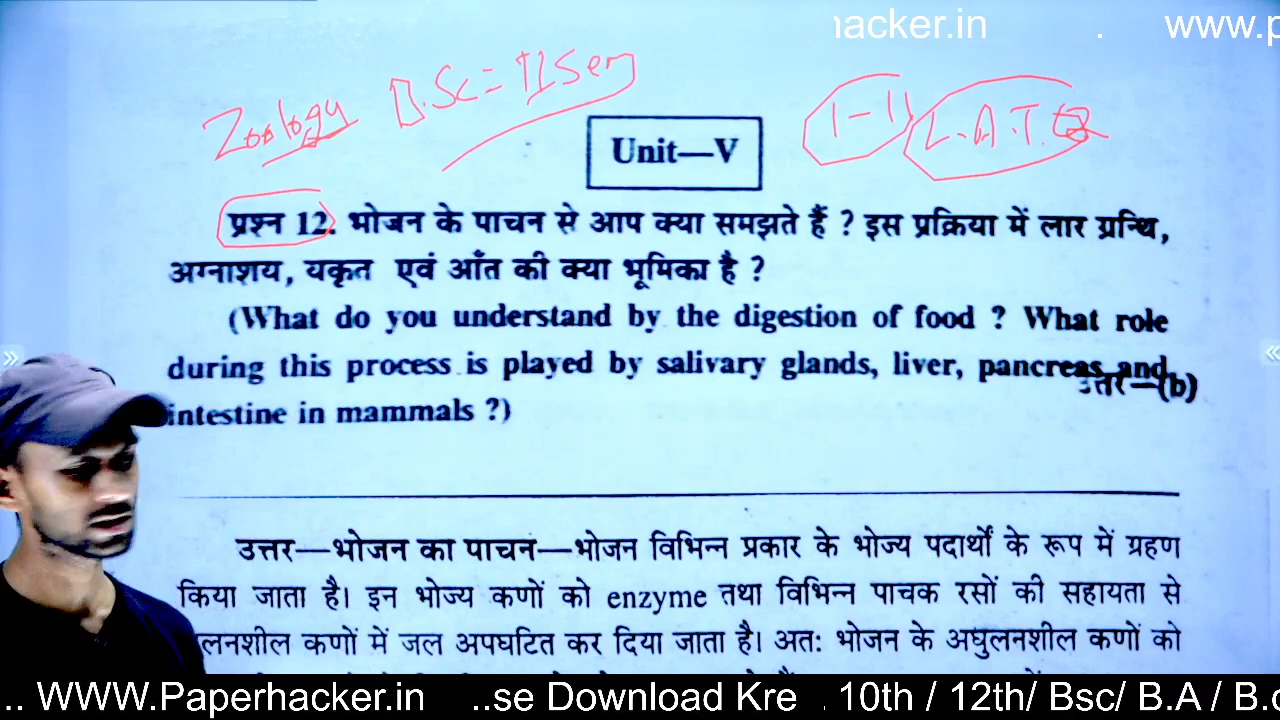 hacker.in . www.p
Zoology B.Sc = II Sem
1-1 L.A.T.Q
Unit—V
प्रश्न 12. भोजन के पाचन से आप क्या समझते हैं ? इस प्रक्रिया में लार ग्रन्थि,
अग्नाशय, यकृत एवं आँत की क्या भूमिका है ?
(What do you understand by the digestion of food ? What role
during this process is played by salivary glands, liver, pancreas and
उत्तर—(b)
intestine in mammals ?)
उत्तर—भोजन का पाचन—भोजन विभिन्न प्रकार के भोज्य पदार्थों के रूप में ग्रहण
किया जाता है। इन भोज्य कणों को enzyme तथा विभिन्न पाचक रसों की सहायता से
लनशील कणों में जल अपघटित कर दिया जाता है। अत: भोजन के अघुलनशील कणों को
.. WWW.Paperhacker.in ..se Download Kre . 10th / 12th/ Bsc/ B.A / B.c